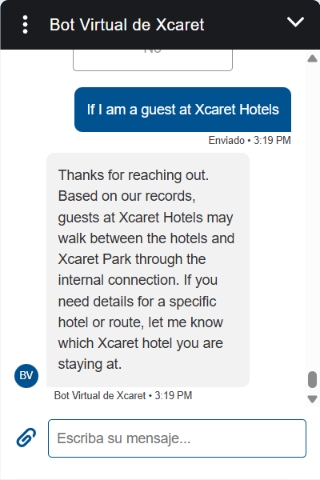 Bot Virtual de Xcaret
No
If I am a guest at Xcaret Hotels
Enviado • 3:19 PM
Thanks for reaching out.
Based on our records,
guests at Xcaret Hotels may
walk between the hotels and
Xcaret Park through the
internal connection. If you
need details for a specific
hotel or route, let me know
which Xcaret hotel you are
staying at.
BV
Bot Virtual de Xcaret • 3:19 PM
Escriba su mensaje...